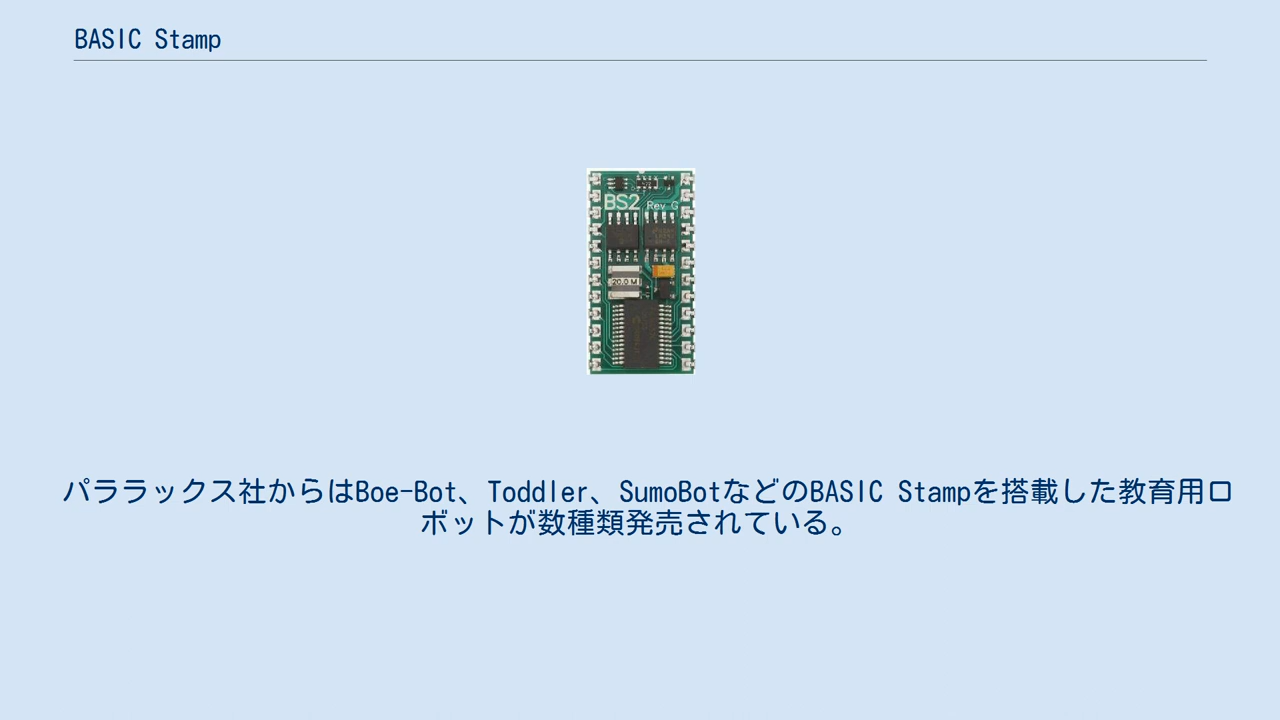 BASIC Stamp
BS2
Rev G
20.0 M
パララックス社からはBoe-Bot、Toddler、SumoBotなどのBASIC Stampを搭載した教育用ロ
ボットが数種類発売されている。